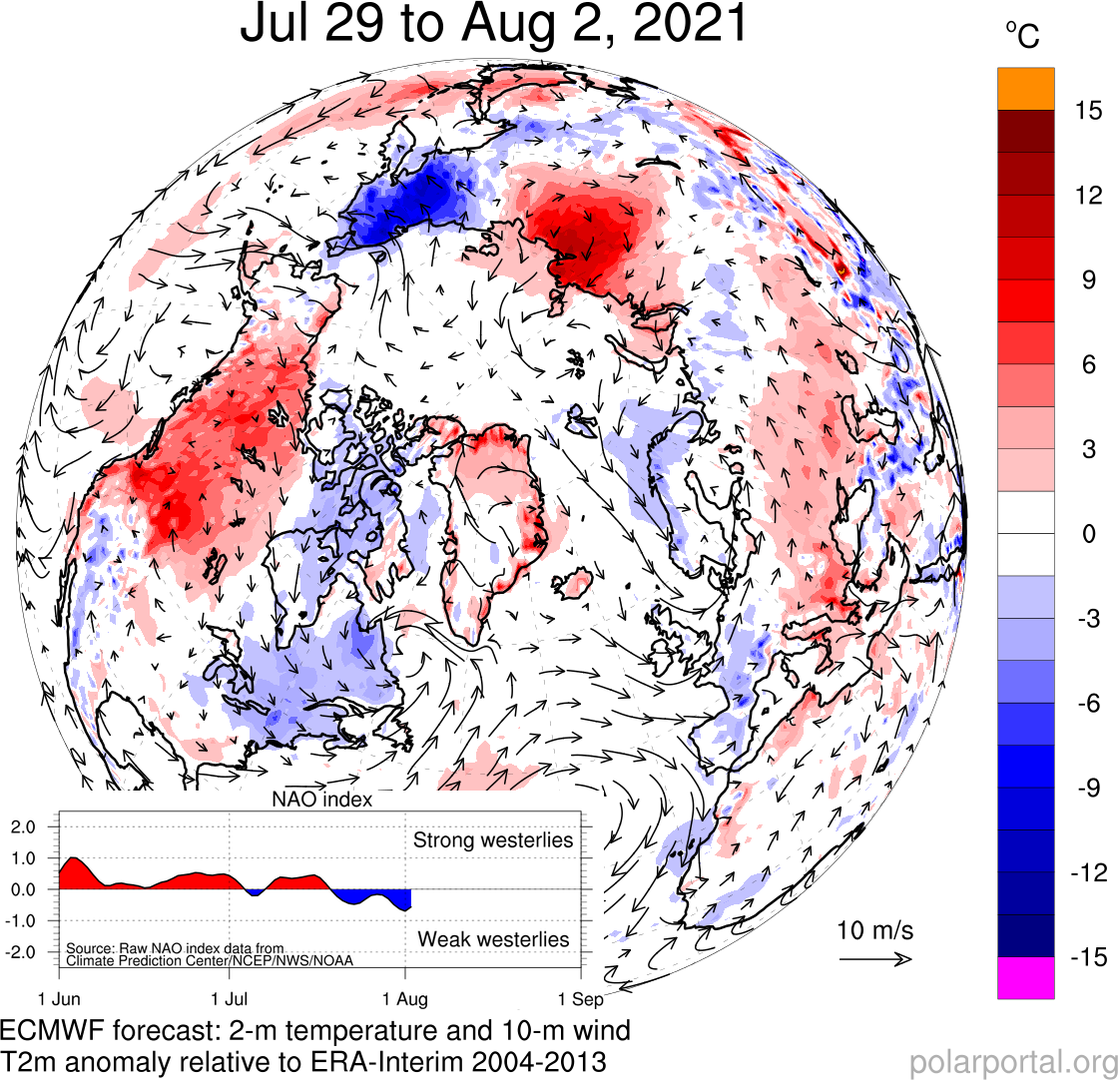 Jul 29 to Aug 2, 2021
°C
15
12
9
6
3
0
-3
-6
-9
-12
-15
10 m/s
NAO index
2.0
1.0
0.0
-1.0
-2.0
Strong westerlies
Weak westerlies
Source: Raw NAO index data from
Climate Prediction Center/NCEP/NWS/NOAA
1 Jun 1 Jul 1 Aug 1 Sep
ECMWF forecast: 2-m temperature and 10-m wind
T2m anomaly relative to ERA-Interim 2004-2013
polarportal.org